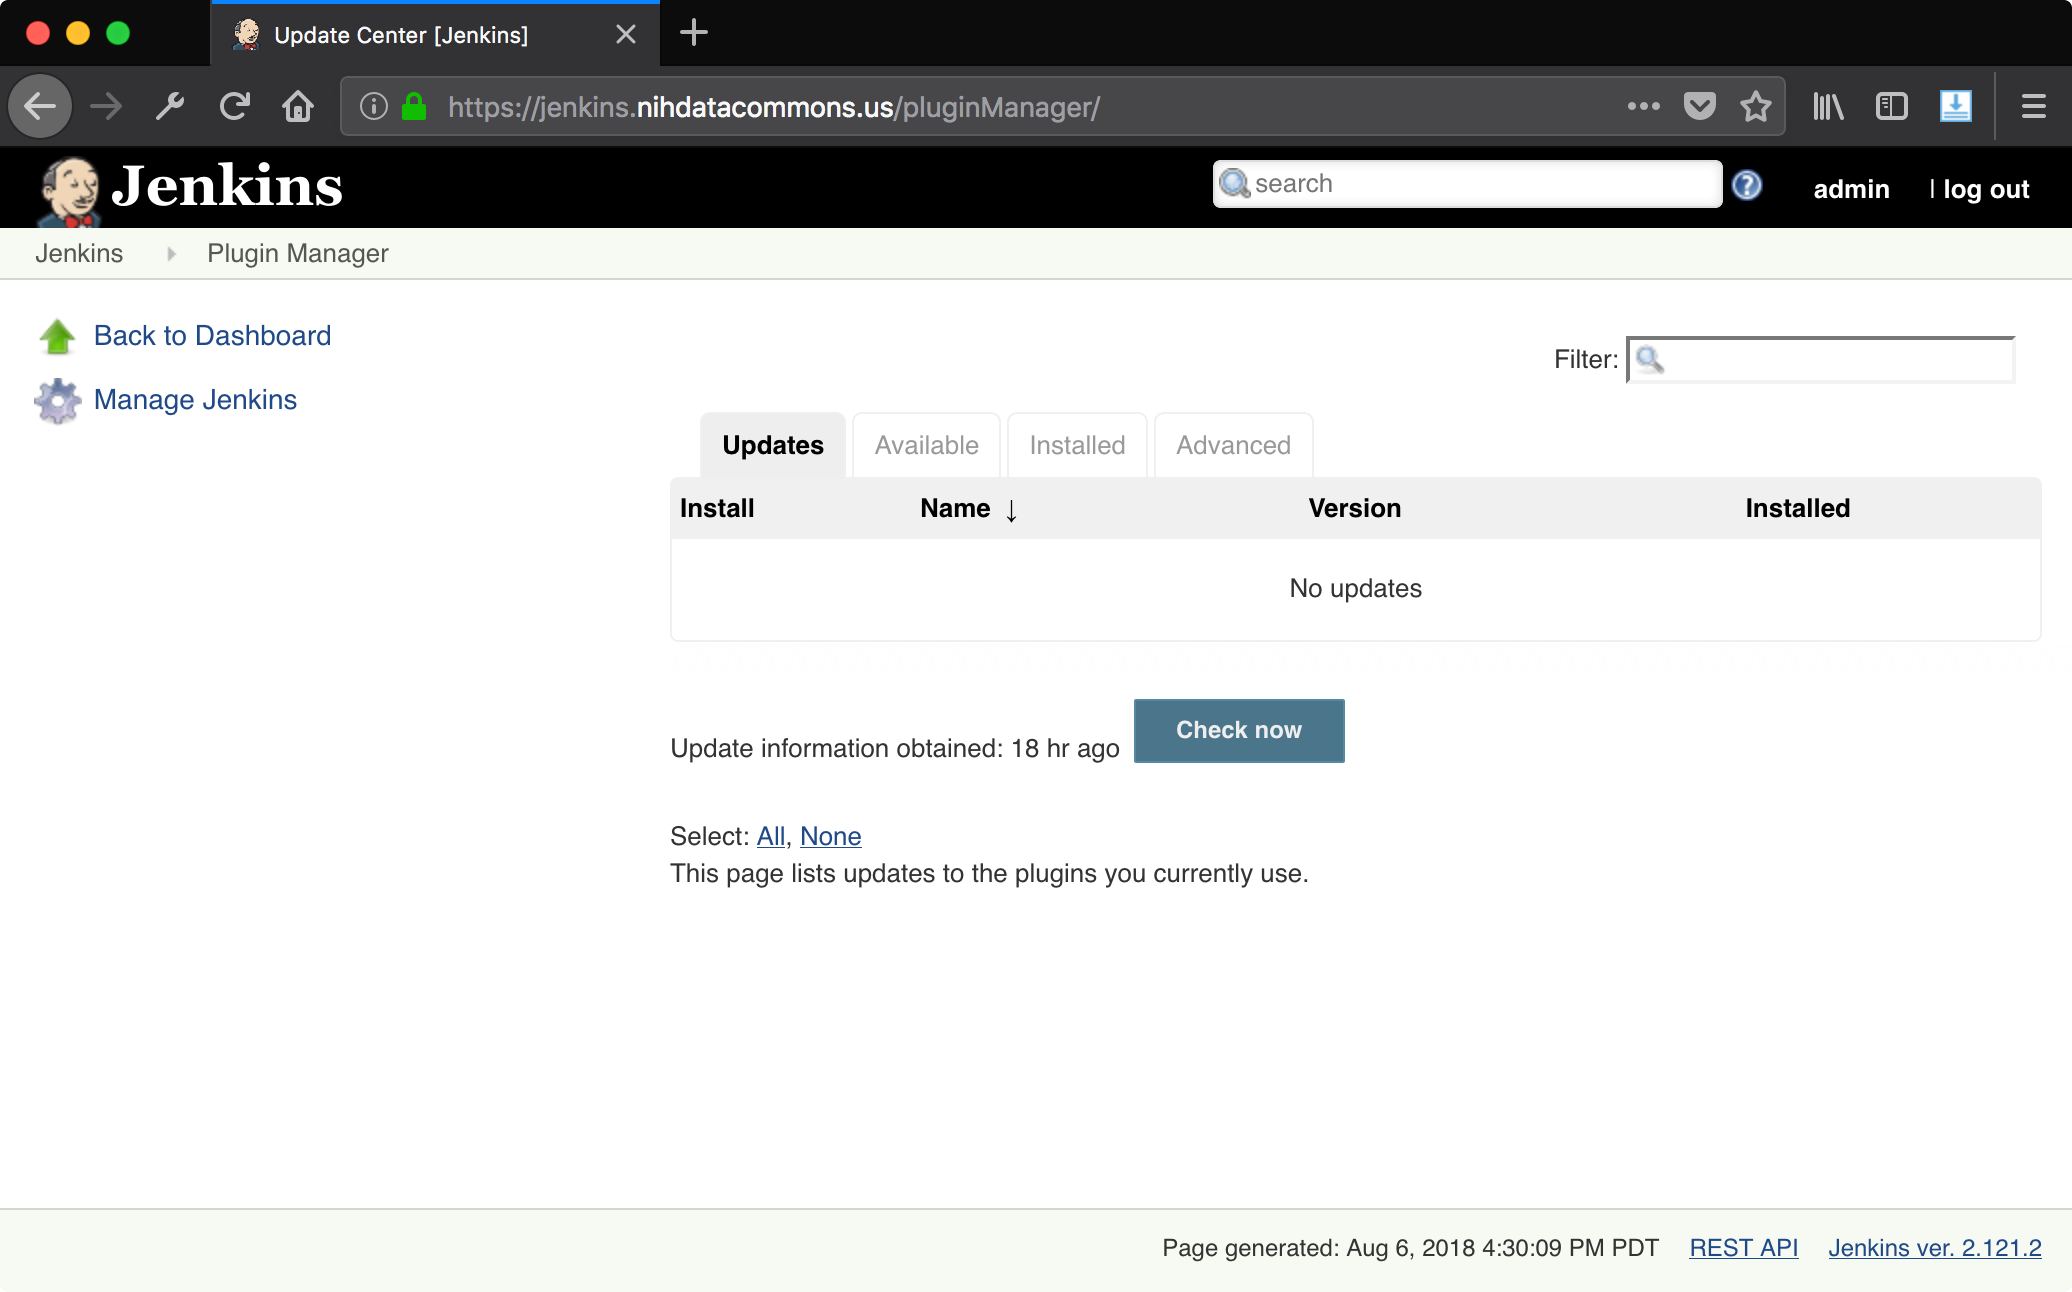 Update Center [Jenkins]
https://jenkins.nihdatacommons.us/pluginManager/
Jenkins
search
admin
| log out
Jenkins
Plugin Manager
Back to Dashboard
Manage Jenkins
Filter:
Updates
Available
Installed
Advanced
Install
Name ↓
Version
Installed
No updates
Update information obtained: 18 hr ago
Check now
Select: All, None
This page lists updates to the plugins you currently use.
Page generated: Aug 6, 2018 4:30:09 PM PDT
REST API
Jenkins ver. 2.121.2